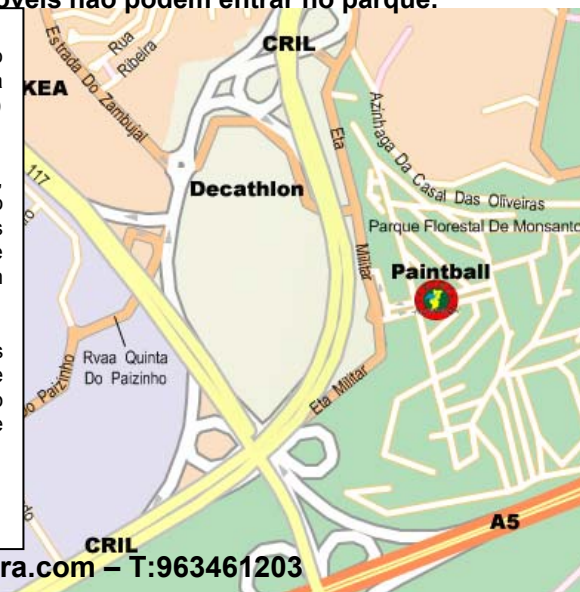 não podem entrar no parque.
CRIL
Rua
Ribeira
Estrada Do Zambujal
KEA
117
Decathlon
Eta
Militar
Azinhaga Da Casal Das Oliveiras
Parque Florestal De Monsanto
Paintball
Rvaa Quinta
Do Paizinho
Paizinho
Eta Militar
A5
CRIL
ra.com – T:963461203